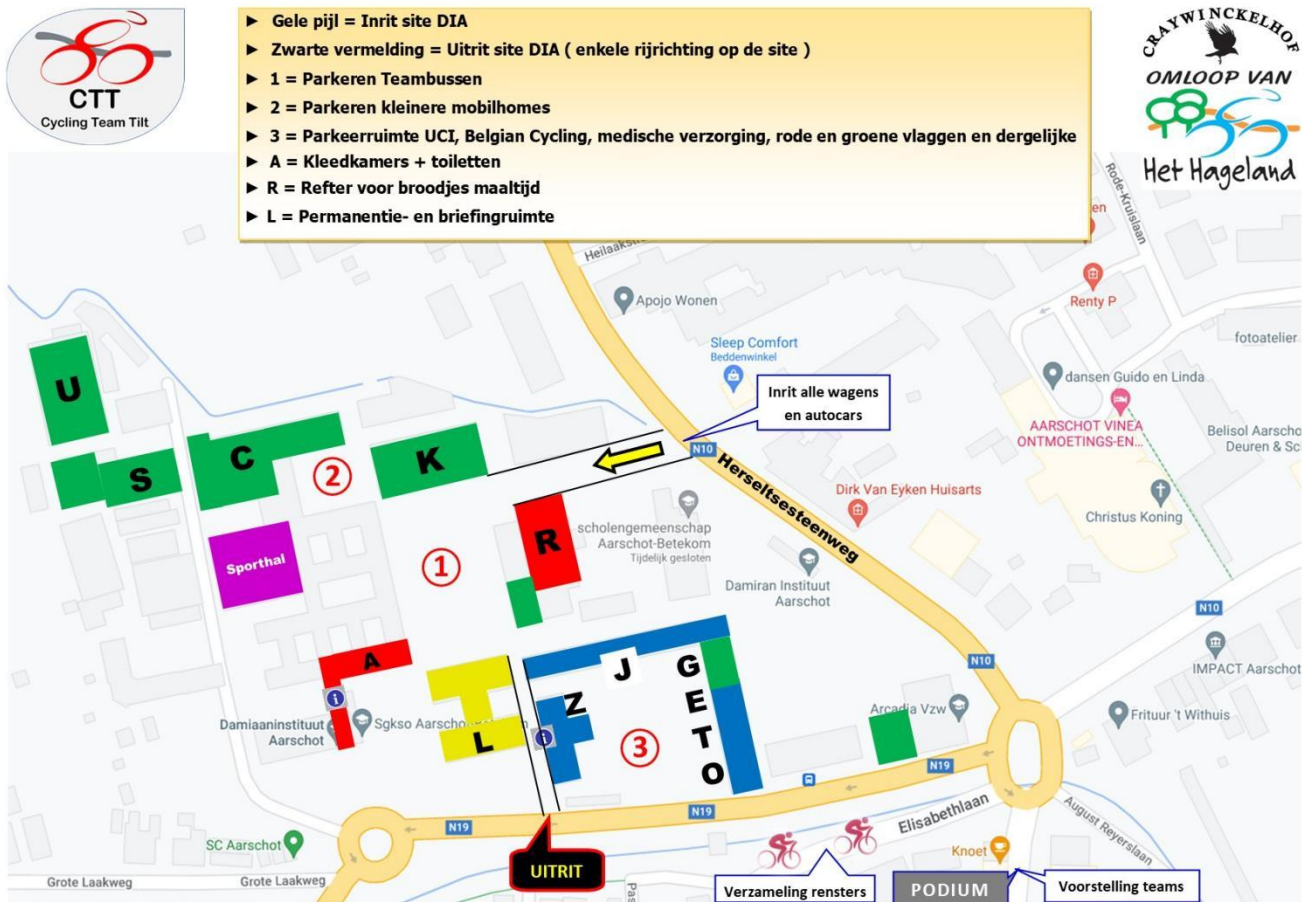 CTT
Cycling Team Tilt
► Gele pijl = Inrit site DIA
► Zwarte vermelding = Uitrit site DIA ( enkele rijrichting op de site )
► 1 = Parkeren Teambussen
► 2 = Parkeren kleinere mobilhomes
► 3 = Parkeerruimte UCI, Belgian Cycling, medische verzorging, rode en groene vlaggen en dergelijke
► A = Kleedkamers + toiletten
► R = Refter voor broodjes maaltijd
► L = Permanentie- en briefingruimte
CRAYWINCKELHOF
OMLOOP VAN
Het Hageland
Rode-Kruislaan
Apojo Wonen
Renty P
fotoatelier
Sleep Comfort
Beddenwinkel
dansen Guido en Linda
Inrit alle wagens
en autocars
AARSCHOT VINEA
ONTMOETINGS-EN...
Belisol Aarscho
Deuren & Sc
U
S
C
2
K
N10
Herseltsesteenweg
Dirk Van Eyken Huisarts
Christus Koning
scholengemeenschap
Aarschot-Betekom
Tijdelijk gesloten
R
Sporthal
1
Damiran Instituut
Aarschot
N10
IMPACT Aarschot
N10
A
J
G
E
T
O
Z
3
L
Damiaaninstituut
Aarschot
Sgkso Aarschot
Arcadia Vzw
Frituur 't Withuis
N19
N19
N19
Elisabethlaan
August Reyerslaan
SC Aarschot
Grote Laakweg
Grote Laakweg
UITRIT
Knoet
Verzameling rensters
PODIUM
Voorstelling teams